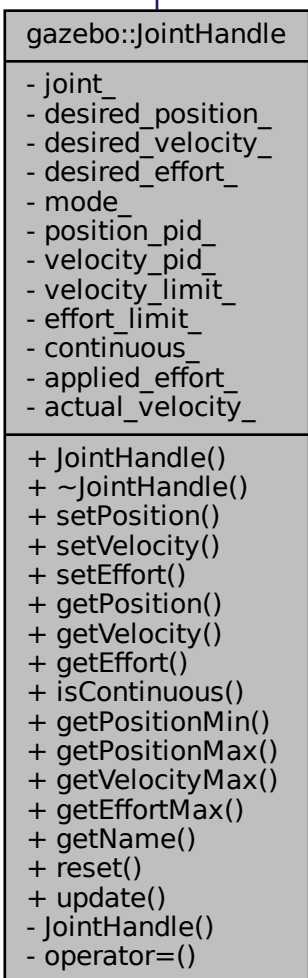 gazebo::JointHandle
- joint_
- desired_position_
- desired_velocity_
- desired_effort_
- mode_
- position_pid_
- velocity_pid_
- velocity_limit_
- effort_limit_
- continuous_
- applied_effort_
- actual_velocity_
+ JointHandle()
+ ~JointHandle()
+ setPosition()
+ setVelocity()
+ setEffort()
+ getPosition()
+ getVelocity()
+ getEffort()
+ isContinuous()
+ getPositionMin()
+ getPositionMax()
+ getVelocityMax()
+ getEffortMax()
+ getName()
+ reset()
+ update()
- JointHandle()
- operator=()